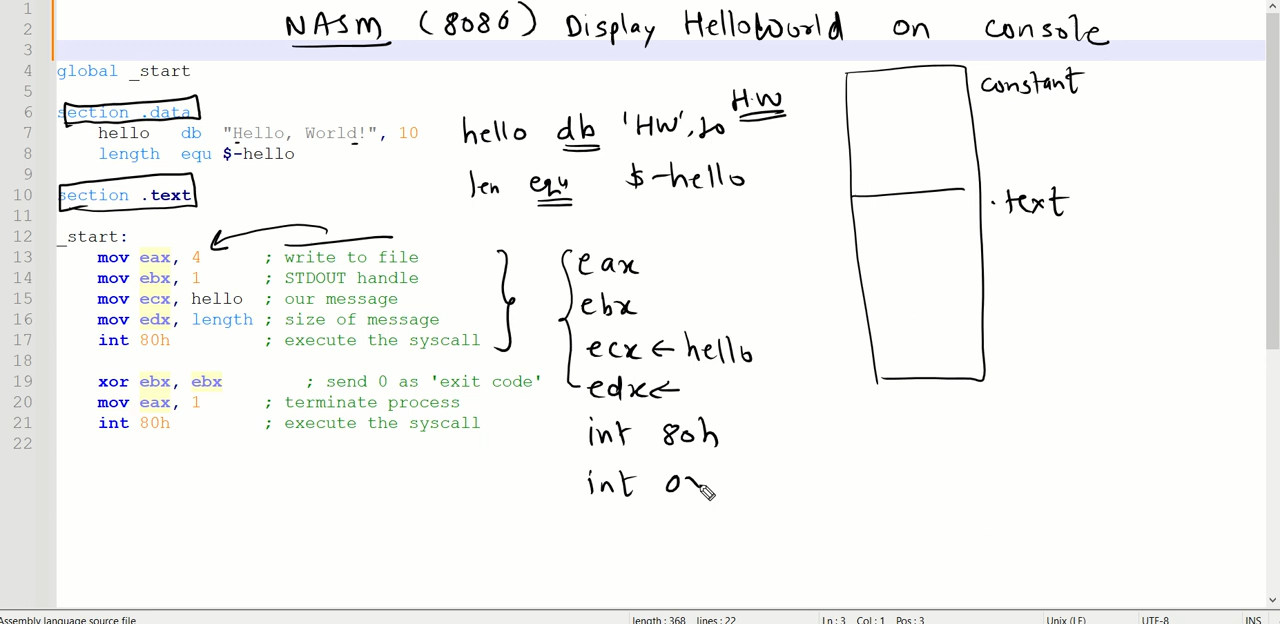 NASM (8086) Display HelloWorld on console
1
2
3
4 global _start
5
6 section .data
7 hello db "Hello, World!", 10
8 length equ $-hello
9
10 section .text
11
12 _start:
13 mov eax, 4 ; write to file
14 mov ebx, 1 ; STDOUT handle
15 mov ecx, hello ; our message
16 mov edx, length ; size of message
17 int 80h ; execute the syscall
18
19 xor ebx, ebx ; send 0 as 'exit code'
20 mov eax, 1 ; terminate process
21 int 80h ; execute the syscall
22
H.W
hello db 'HW', 10
len equ $-hello
eax
ebx
ecx ← hello
edx ←
int 80h
int 0x
constant
.text
Assembly language source file length : 368 lines : 22 Ln : 3 Col : 1 Pos : 3 Unix (LF) UTF-8 INS